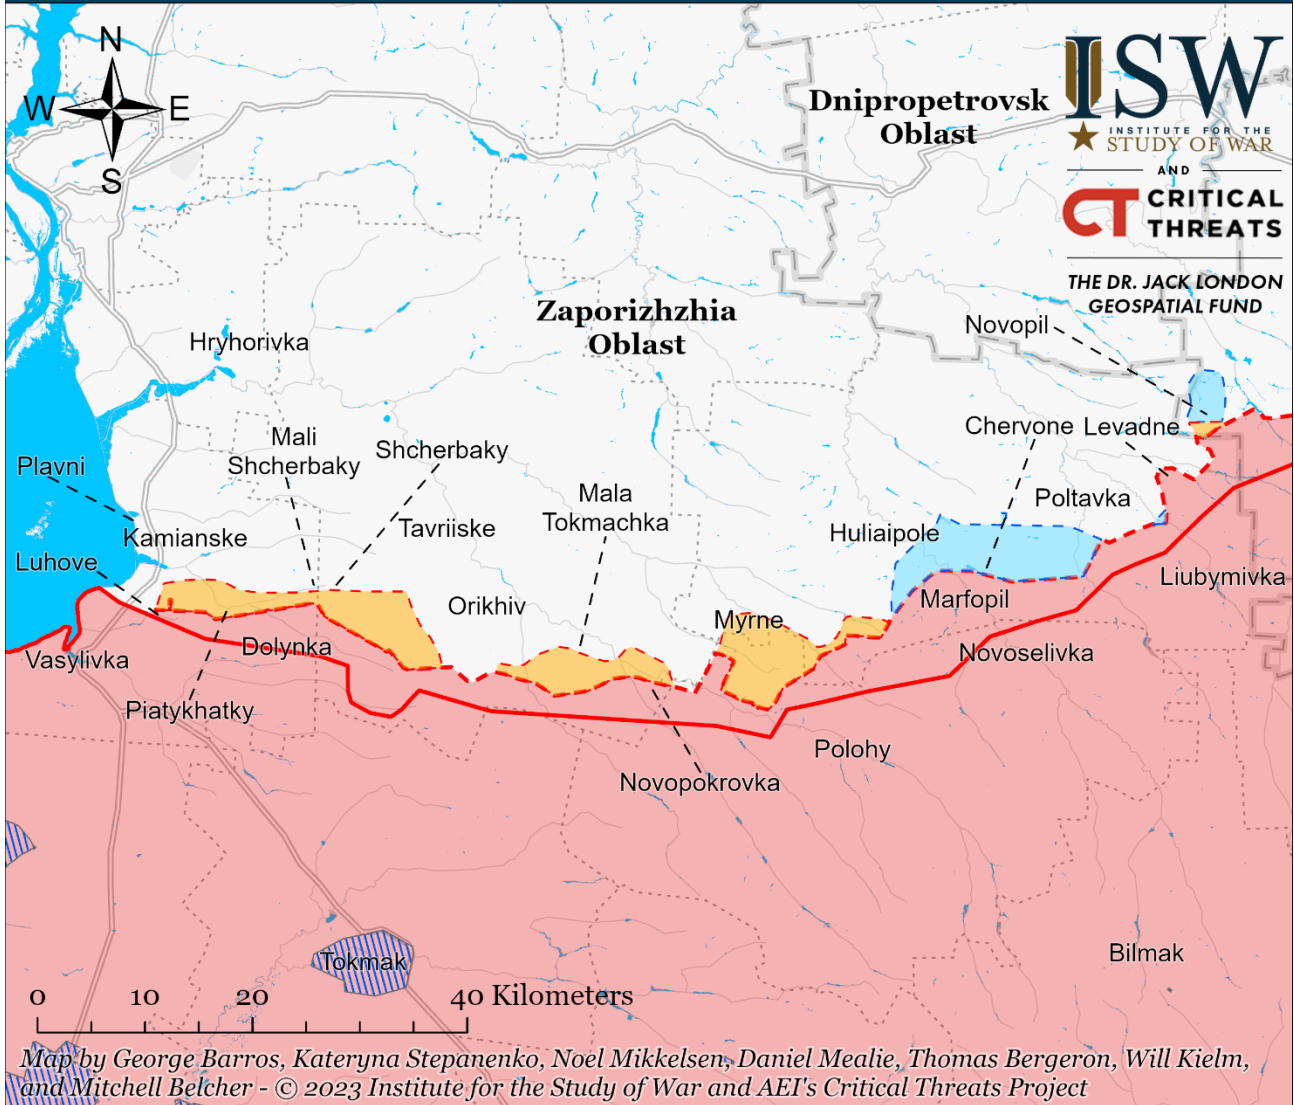 N
W
E
S
ISW
INSTITUTE FOR THE
STUDY OF WAR
AND
CT CRITICAL
THREATS
THE DR. JACK LONDON
GEOSPATIAL FUND
Dnipropetrovsk
Oblast
Zaporizhzhia
Oblast
Novopil
Hryhorivka
Chervone
Levadne
Mali
Shcherbaky
Shcherbaky
Plavni
Mala
Tokmachka
Poltavka
Tavriiske
Kamianske
Huliaipole
Luhove
Liubymivka
Orikhiv
Marfopil
Myrne
Dolynka
Vasylivka
Novoselivka
Piatykhatky
Polohy
Novopokrovka
Bilmak
Tokmak
0 10 20 40 Kilometers
Map by George Barros, Kateryna Stepanenko, Noel Mikkelsen, Daniel Mealie, Thomas Bergeron, Will Kielm,
and Mitchell Belcher - © 2023 Institute for the Study of War and AEI's Critical Threats Project